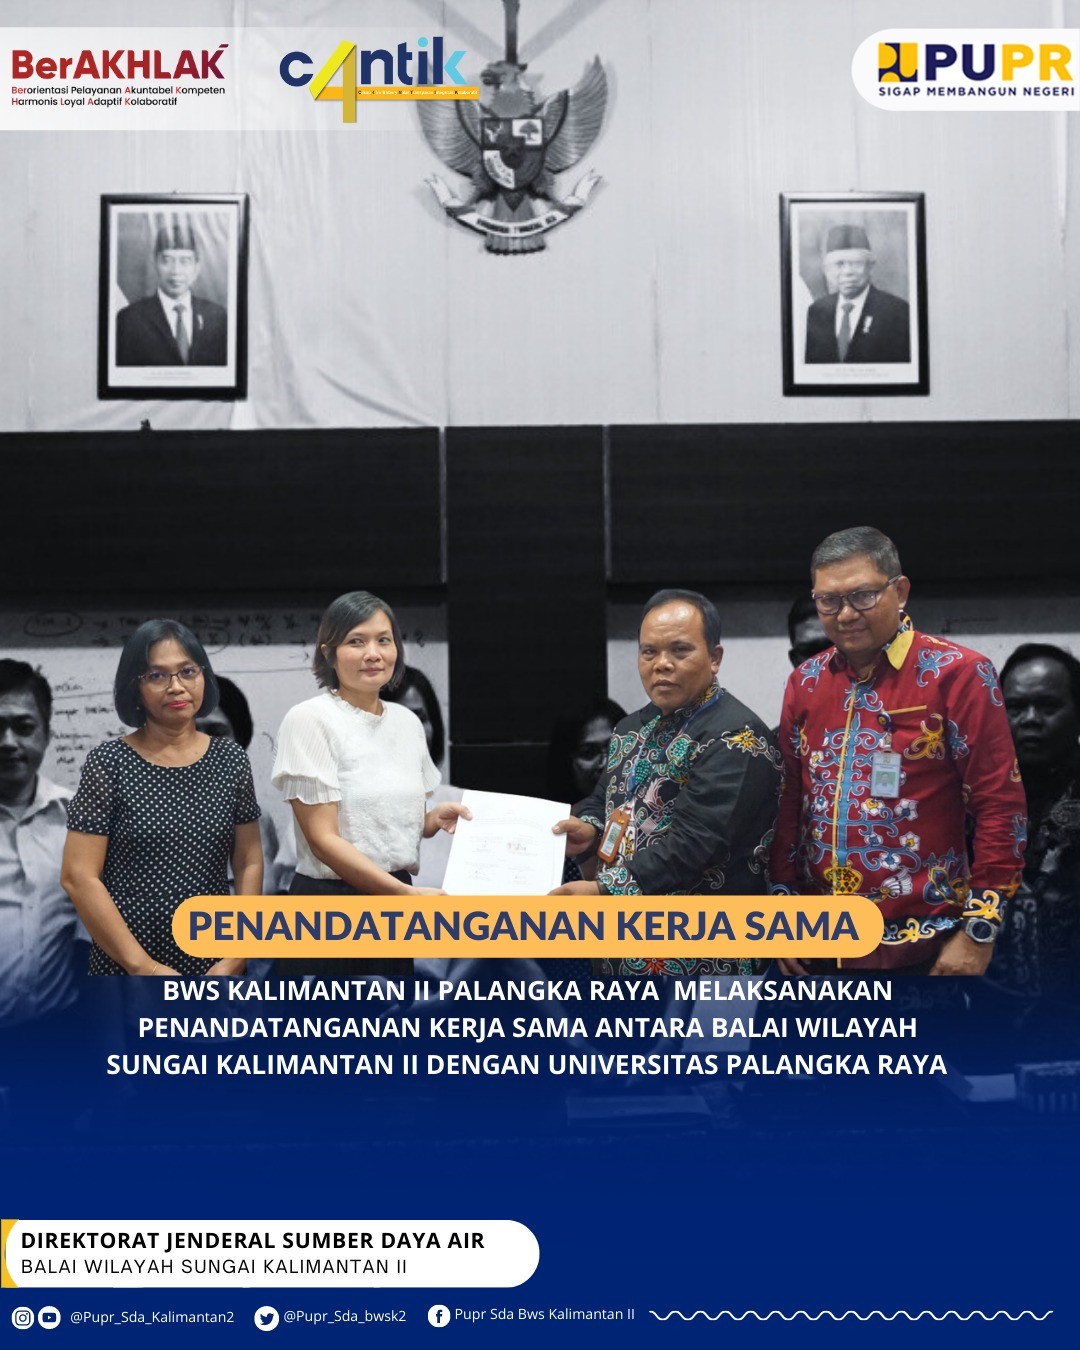 BerAKHLAK
Berorientasi Pelayanan Akuntabel Kompeten
Harmonis Loyal Adaptif Kolaboratif
c4ntik
PUPR
SIGAP MEMBANGUN NEGERI
PENANDATANGANAN KERJA SAMA
BWS KALIMANTAN II PALANGKA RAYA MELAKSANAKAN
PENANDATANGANAN KERJA SAMA ANTARA BALAI WILAYAH
SUNGAI KALIMANTAN II DENGAN UNIVERSITAS PALANGKA RAYA
DIREKTORAT JENDERAL SUMBER DAYA AIR
BALAI WILAYAH SUNGAI KALIMANTAN II
@Pupr_Sda_Kalimantan2
@Pupr_Sda_bwsk2
Pupr Sda Bws Kalimantan II